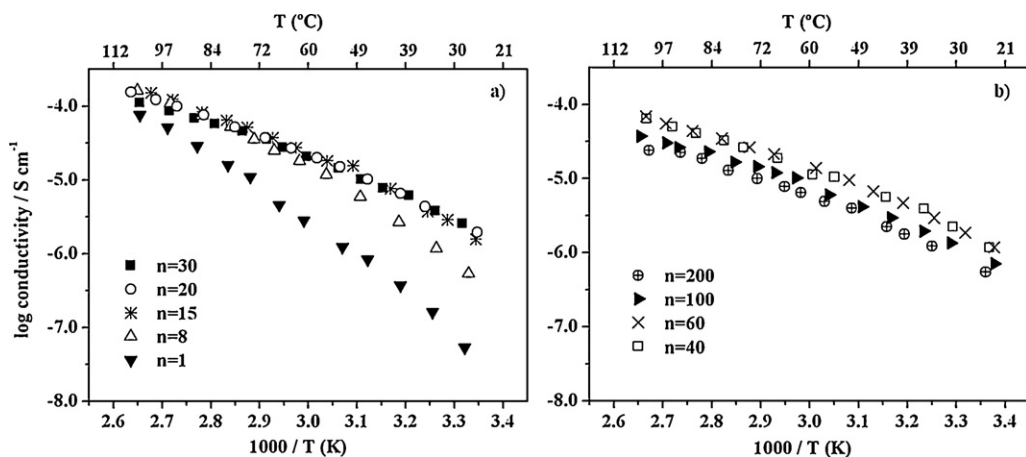 T (°C)
112 97 84 72 60 49 39 30 21
a)
log conductivity / S cm⁻¹
-4.0
-5.0
-6.0
-7.0
-8.0
n=30
n=20
n=15
n=8
n=1
2.6 2.7 2.8 2.9 3.0 3.1 3.2 3.3 3.4
1000 / T (K)
T (°C)
112 97 84 72 60 49 39 30 21
b)
-4.0
-5.0
-6.0
-7.0
-8.0
n=200
n=100
n=60
n=40
2.6 2.7 2.8 2.9 3.0 3.1 3.2 3.3 3.4
1000 / T (K)